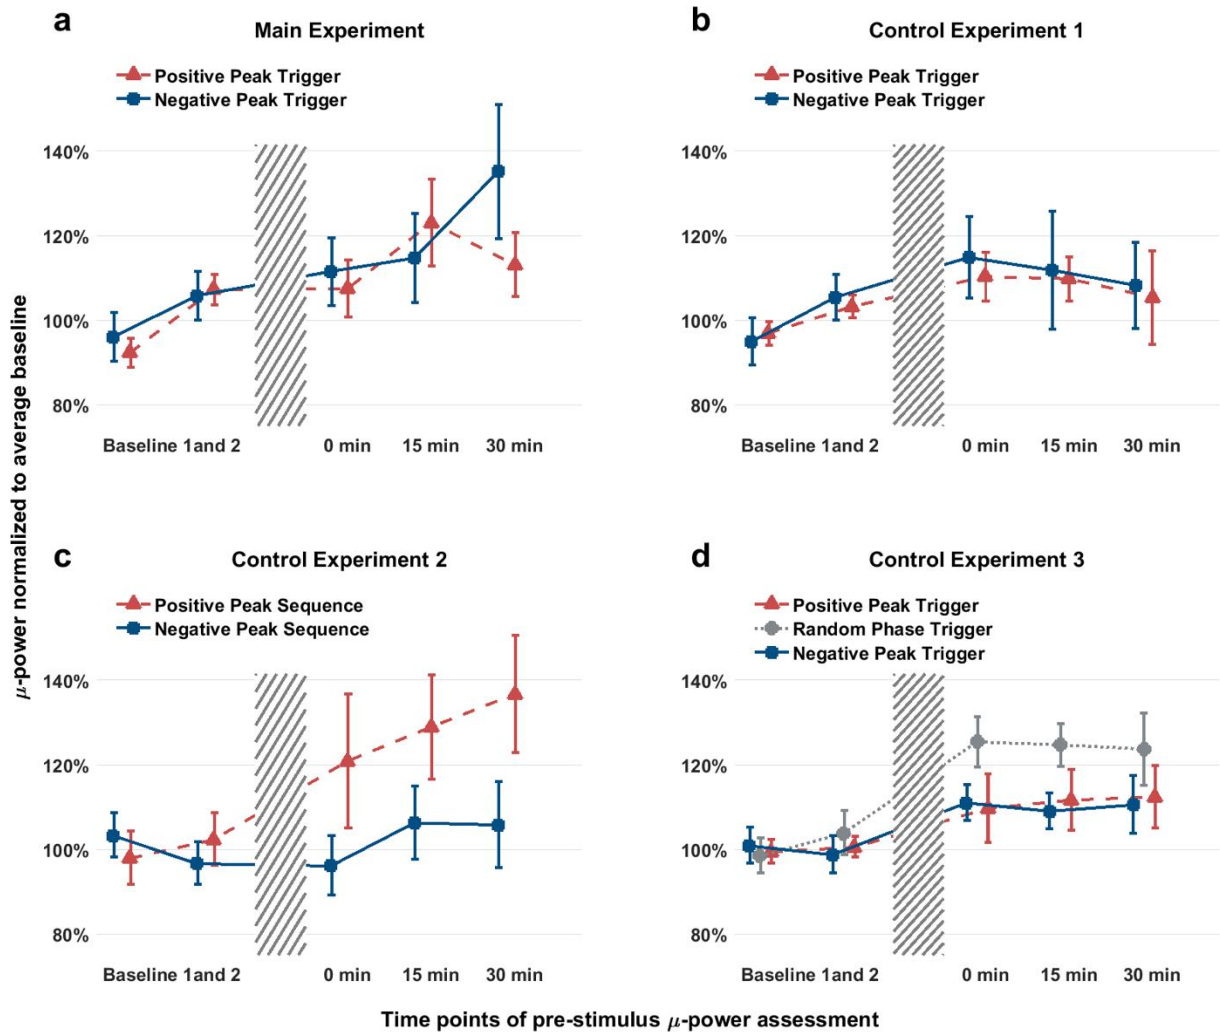 a
Main Experiment
Positive Peak Trigger
Negative Peak Trigger
140%
120%
100%
80%
Baseline 1and 2
0 min
15 min
30 min
b
Control Experiment 1
Positive Peak Trigger
Negative Peak Trigger
140%
120%
100%
80%
Baseline 1and 2
0 min
15 min
30 min
μ-power normalized to average baseline
c
Control Experiment 2
Positive Peak Sequence
Negative Peak Sequence
140%
120%
100%
80%
Baseline 1and 2
0 min
15 min
30 min
d
Control Experiment 3
Positive Peak Trigger
Random Phase Trigger
Negative Peak Trigger
140%
120%
100%
80%
Baseline 1and 2
0 min
15 min
30 min
Time points of pre-stimulus μ-power assessment